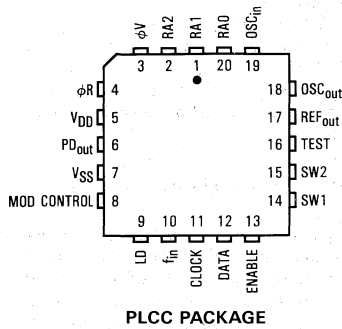 φV RA2 RA1 RA0 OSCin
3 2 1 20 19
φR 4 18 OSCout
VDD 5 17 REFout
PDout 6 16 TEST
VSS 7 15 SW2
MOD CONTROL 8 14 SW1
9 10 11 12 13
LD fin CLOCK DATA ENABLE
PLCC PACKAGE